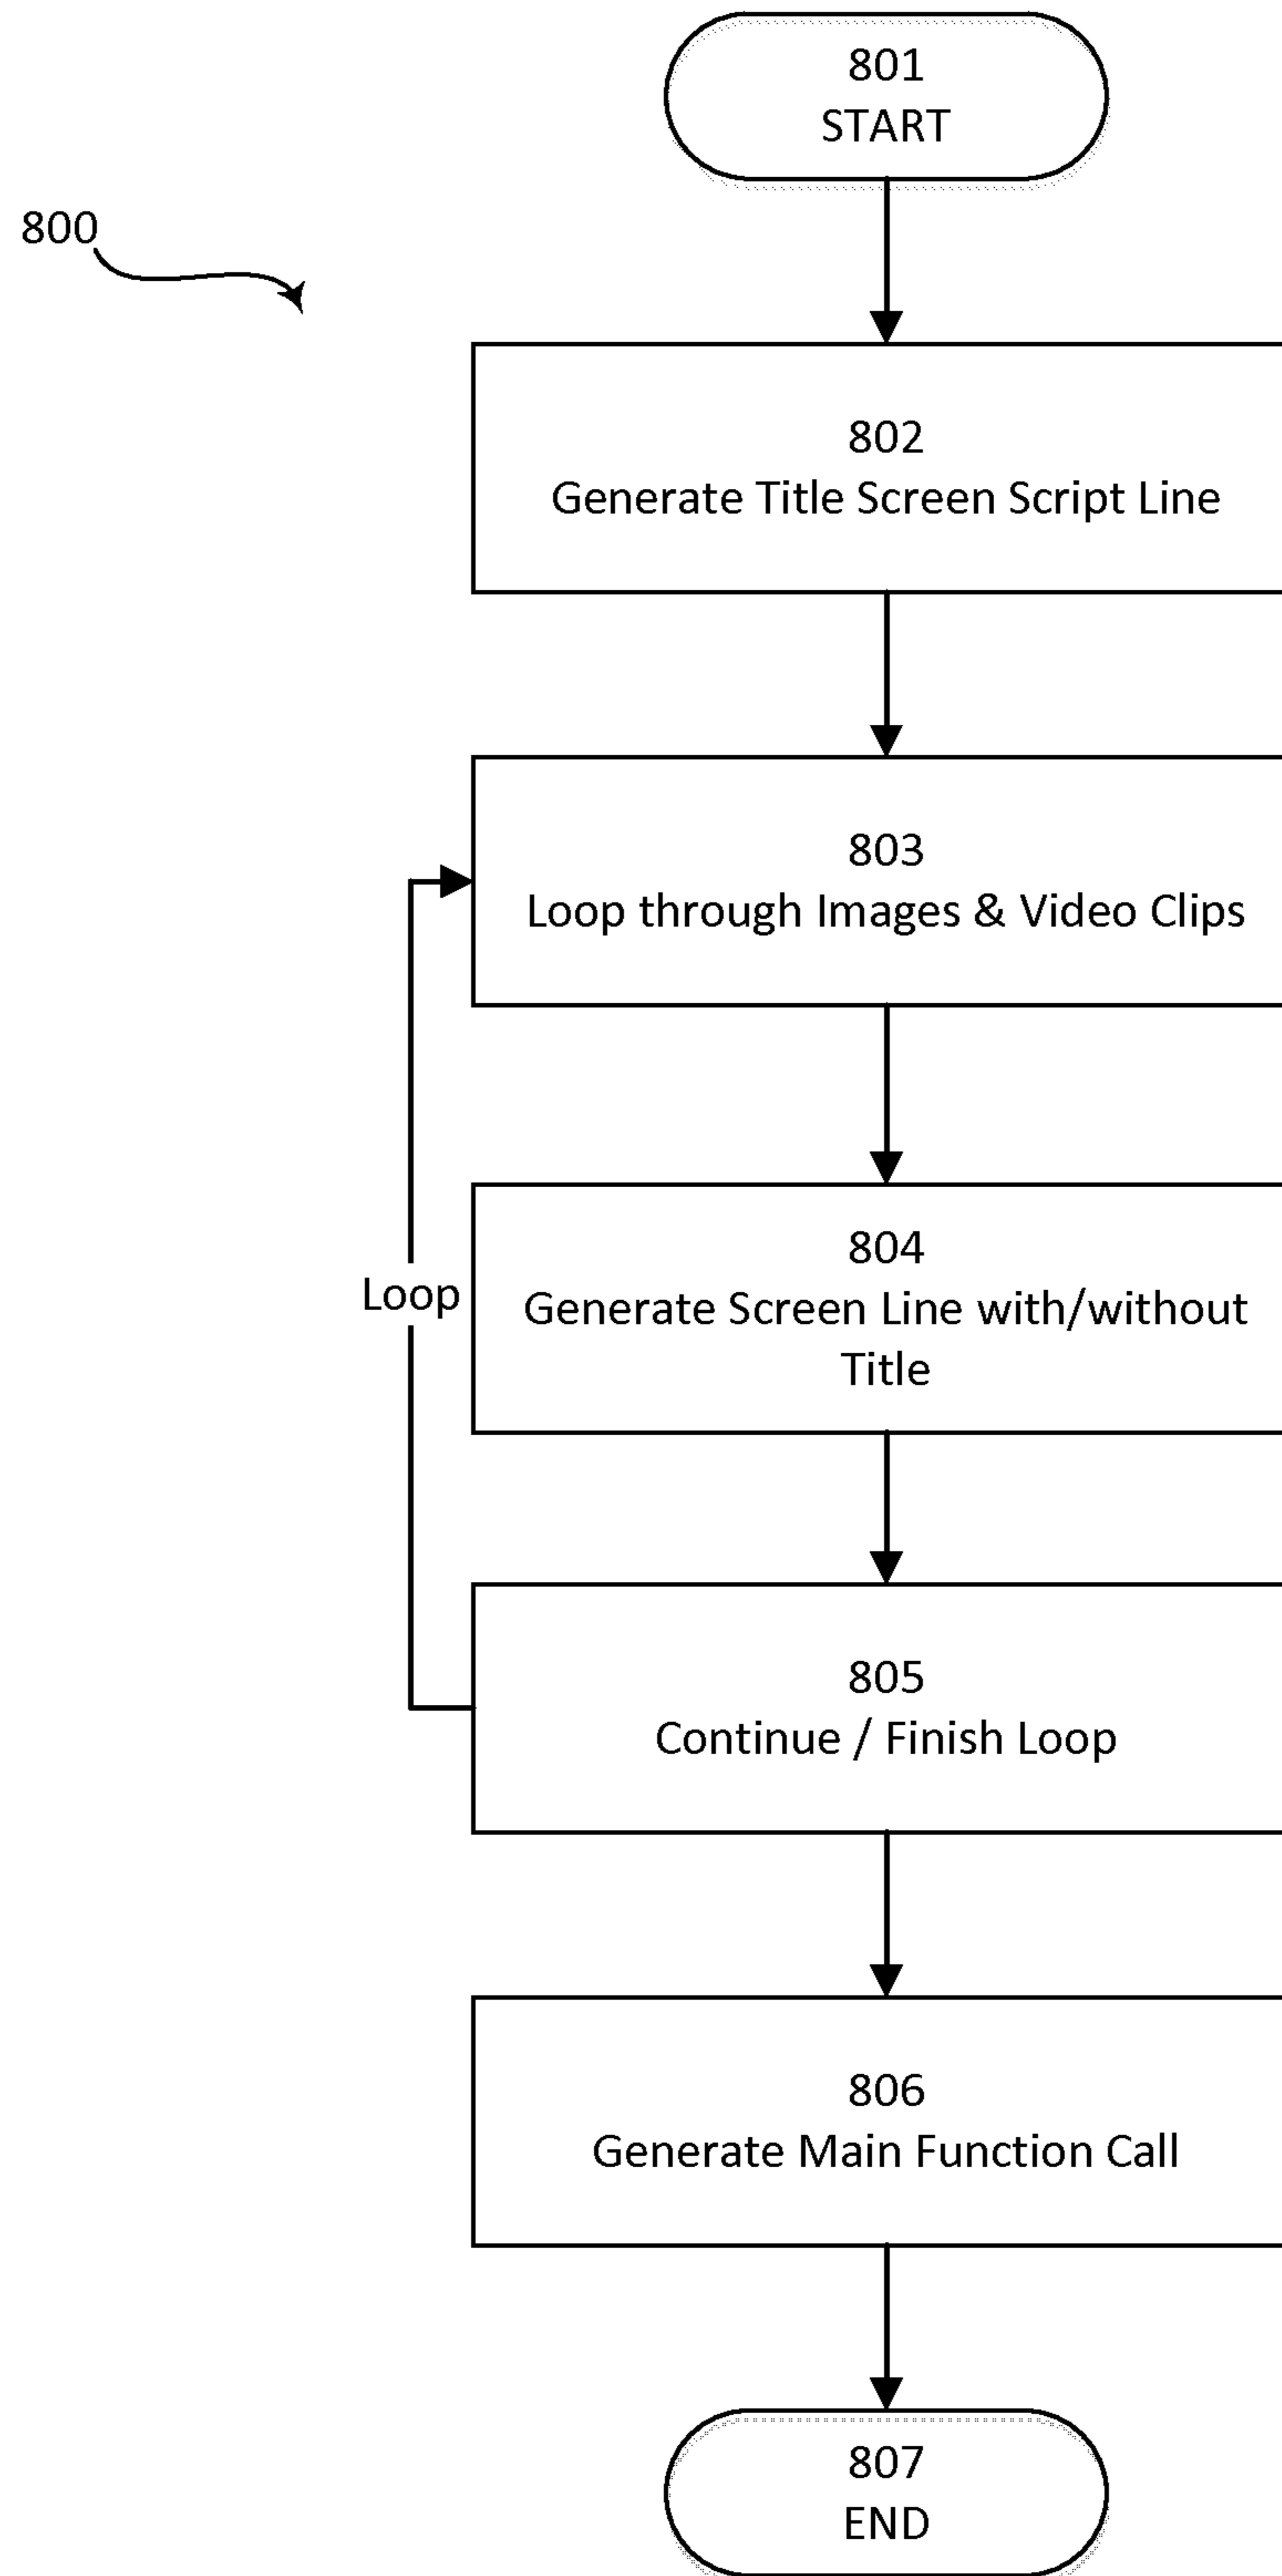 801
START
800
802
Generate Title Screen Script Line
803
Loop through Images & Video Clips
804
Generate Screen Line with/without
Title
Loop
805
Continue / Finish Loop
806
Generate Main Function Call
807
END